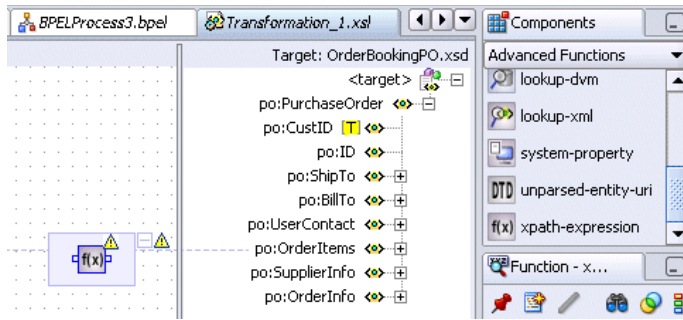 BPELProcess3.bpel
Transformation_1.xsl
Components
Target: OrderBookingPO.xsd
Advanced Functions
<target>
lookup-dvm
po:PurchaseOrder
lookup-xml
po:CustID [T]
po:ID
system-property
po:ShipTo
DTD unparsed-entity-uri
po:BillTo
po:UserContact
f(x) xpath-expression
f(x)
po:OrderItems
po:SupplierInfo
Function - x...
po:OrderInfo